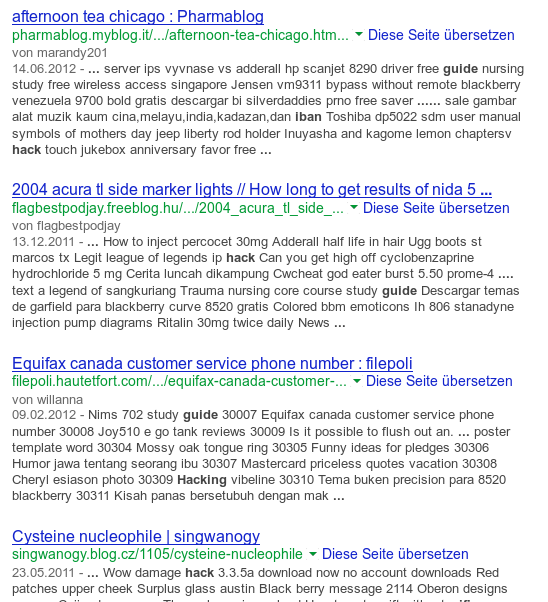 afternoon tea chicago : Pharmablog
pharmablog.myblog.it/.../afternoon-tea-chicago.htm... Diese Seite übersetzen
von marandy201
14.06.2012 - ... server ips vyvnase vs adderall hp scanjet 8290 driver free guide nursing
study free wireless access singapore Jensen vm9311 bypass without remote blackberry
venezuela 9700 bold gratis descargar bi silverdaddies prno free saver ...... sale gambar
alat muzik kaum cina,melayu,india,kadazan,dan iban Toshiba dp5022 sdm user manual
symbols of mothers day jeep liberty rod holder Inuyasha and kagome lemon chaptersv
hack touch jukebox anniversary favor free ...
2004 acura tl side marker lights // How long to get results of nida 5 ...
flagbestpodjay.freeblog.hu/.../2004_acura_tl_side_... Diese Seite übersetzen
von flagbestpodjay
13.12.2011 - ... How to inject percocet 30mg Adderall half life in hair Ugg boots st
marcos tx Legit league of legends ip hack Can you get high off cyclobenzaprine
hydrochloride 5 mg Cerita luncah dikampung Cwcheat god eater burst 5.50 prome-4 ....
text a legend of sangkuriang Trauma nursing core course study guide Descargar temas
de garfield para blackberry curve 8520 gratis Colored bbm emoticons Ih 806 stanadyne
injection pump diagrams Ritalin 30mg twice daily News ...
Equifax canada customer service phone number : filepoli
filepoli.hautetfort.com/.../equifax-canada-customer-... Diese Seite übersetzen
von willanna
09.02.2012 - Nims 702 study guide 30007 Equifax canada customer service phone
number 30008 Joy510 e go tank reviews 30009 Is it possible to flush out an. ... poster
template word 30304 Mossy oak tongue ring 30305 Funny ideas for pledges 30306
Humor jawa tentang seorang ibu 30307 Mastercard priceless quotes vacation 30308
Cheryl esiason photo 30309 Hacking vibeline 30310 Tema buken precision para 8520
blackberry 30311 Kisah panas bersetubuh dengan mak ...
Cysteine nucleophile | singwanogy
singwanogy.blog.cz/1105/cysteine-nucleophile Diese Seite übersetzen
23.05.2011 - ... Wow damage hack 3.3.5a download now no account downloads Red
patches upper cheek Surplus glass austin Black berry message 2114 Oberon designs